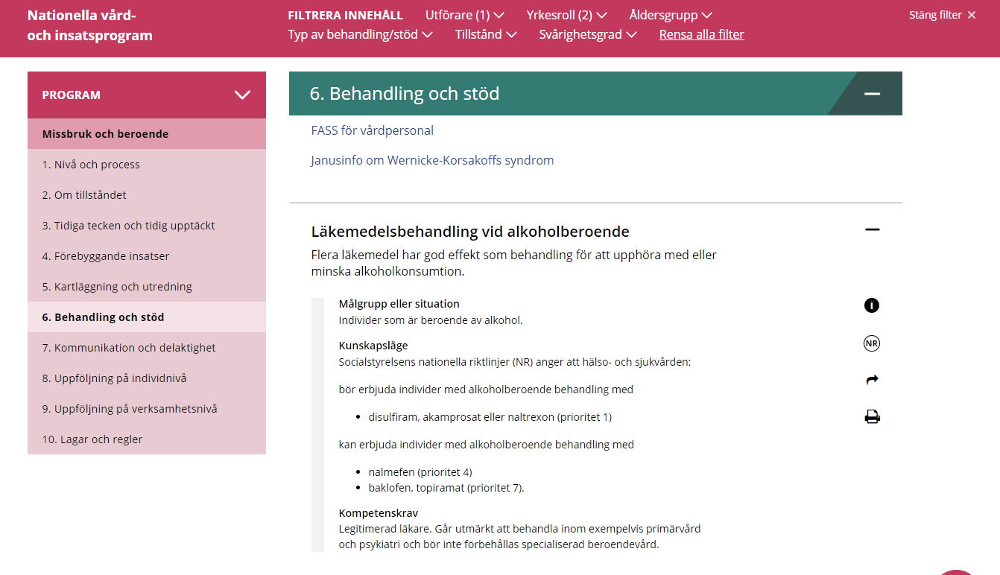 Nationella vård-
och insatsprogram
FILTRERA INNEHÅLL Utförare (1) Yrkesroll (2) Åldersgrupp
Typ av behandling/stöd Tillstånd Svårighetsgrad Rensa alla filter
Stäng filter ×
PROGRAM
Missbruk och beroende
1. Nivå och process
2. Om tillståndet
3. Tidiga tecken och tidig upptäckt
4. Förebyggande insatser
5. Kartläggning och utredning
6. Behandling och stöd
7. Kommunikation och delaktighet
8. Uppföljning på individnivå
9. Uppföljning på verksamhetsnivå
10. Lagar och regler
6. Behandling och stöd
FASS för vårdpersonal
Janusinfo om Wernicke-Korsakoffs syndrom
Läkemedelsbehandling vid alkoholberoende
Flera läkemedel har god effekt som behandling för att upphöra med eller
minska alkoholkonsumtion.
Målgrupp eller situation
Individer som är beroende av alkohol.
Kunskapsläge
Socialstyrelsens nationella riktlinjer (NR) anger att hälso- och sjukvården:
bör erbjuda individer med alkoholberoende behandling med
• disulfiram, akamprosat eller naltrexon (prioritet 1)
kan erbjuda individer med alkoholberoende behandling med
• nalmefen (prioritet 4)
• baklofen, topiramat (prioritet 7).
Kompetenskrav
Legitimerad läkare. Går utmärkt att behandla inom exempelvis primärvård
och psykiatri och bör inte förbehållas specialiserad beroendevård.
i
NR